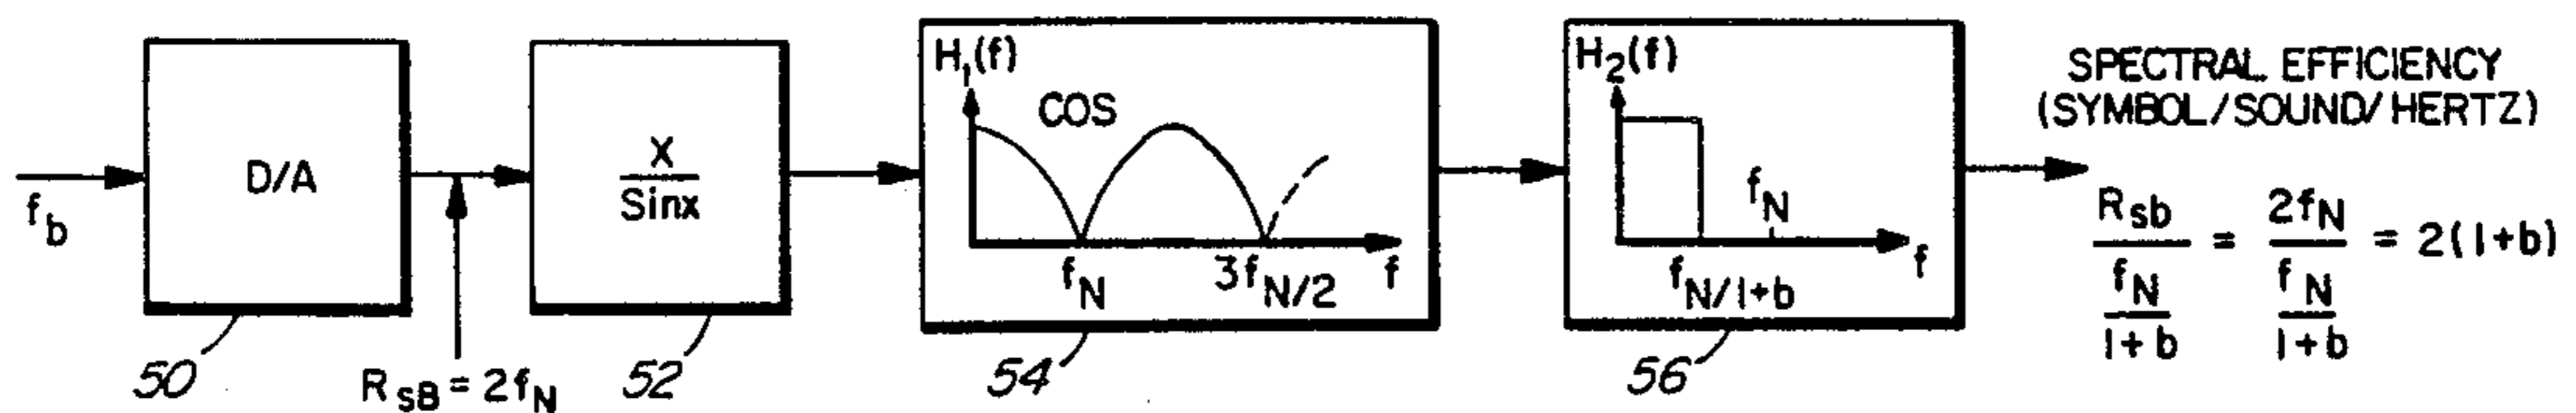 f_b
D/A
50
R_sB = 2f_N
X
Sinx
52
H_1(f)
COS
f_N
3f_N/2
f
54
H_2(f)
f_N
f_N/1+b
f
56
SPECTRAL EFFICIENCY
(SYMBOL/SOUND/HERTZ)
R_sb / (f_N / 1+b) = 2f_N / (f_N / 1+b) = 2(1+b)